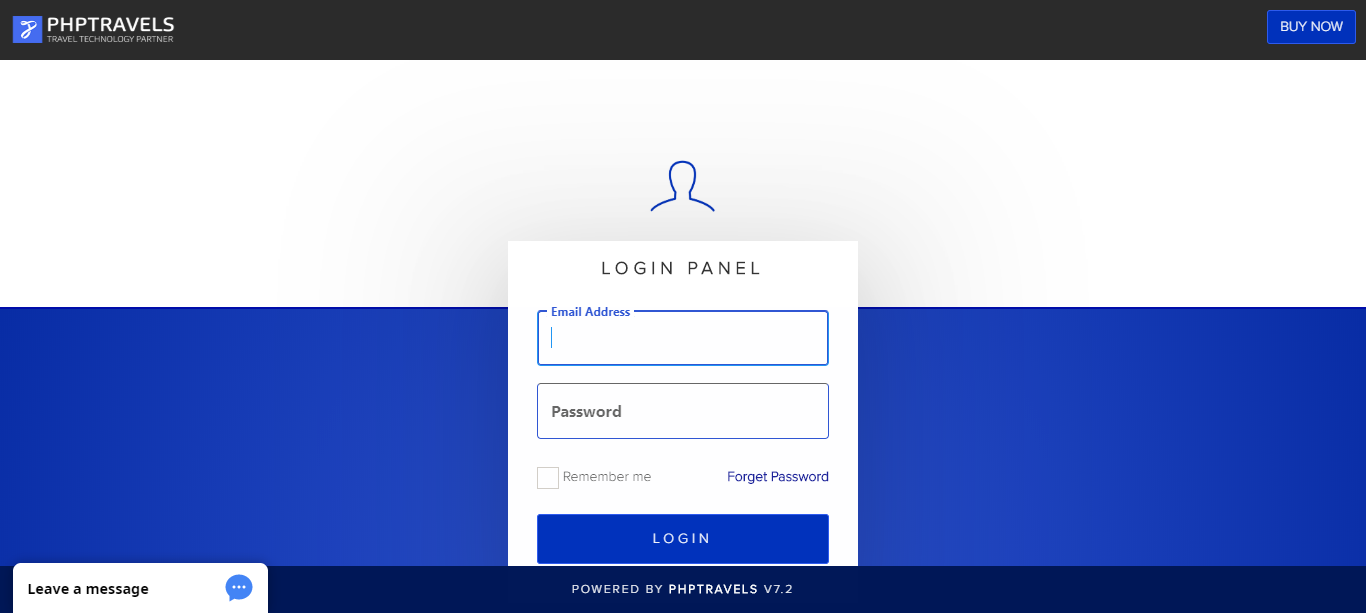 PHPTRAVELS
TRAVEL TECHNOLOGY PARTNER
BUY NOW
LOGIN PANEL
Email Address
Password
Remember me
Forget Password
LOGIN
Leave a message
POWERED BY PHPTRAVELS V7.2